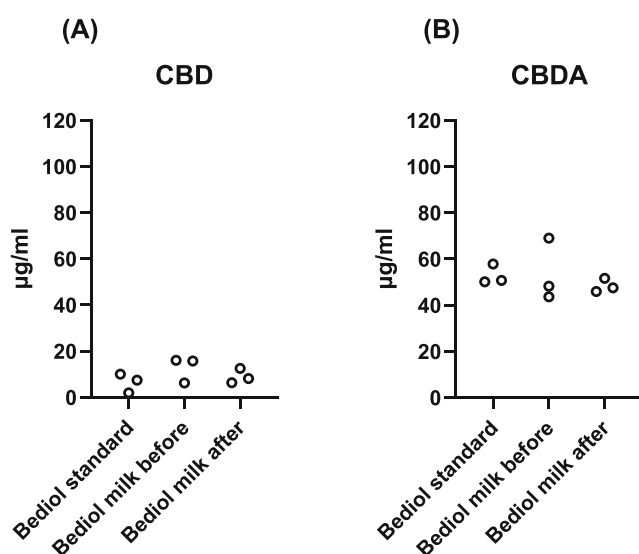 (A)
CBD
120
100
80
60
40
20
0
µg/ml
Bediol standard
Bediol milk before
Bediol milk after
(B)
CBDA
120
100
80
60
40
20
0
µg/ml
Bediol standard
Bediol milk before
Bediol milk after